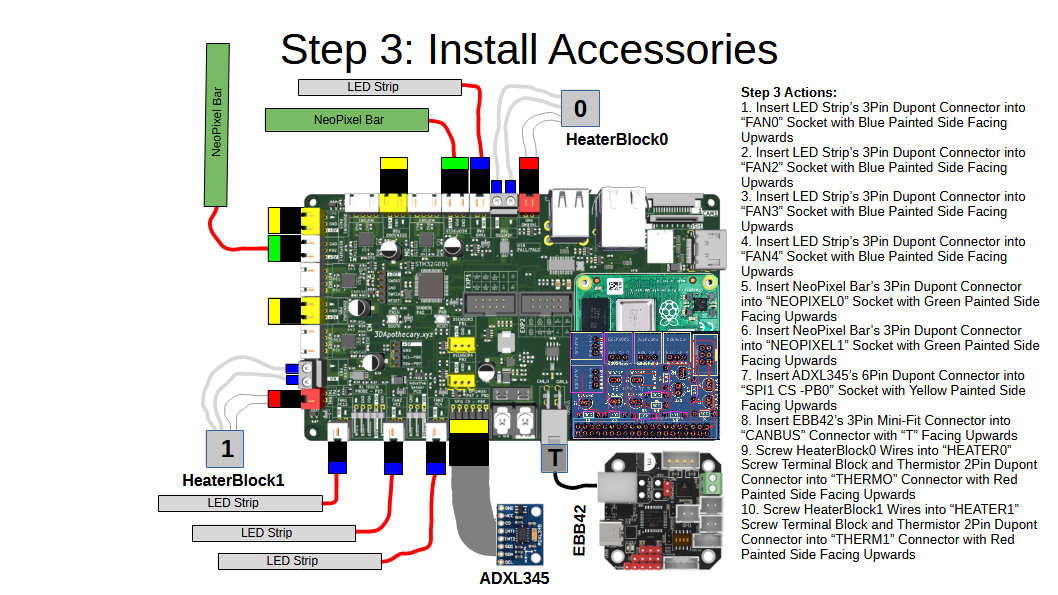 Step 3: Install Accessories
NeoPixel Bar
LED Strip
NeoPixel Bar
0
HeaterBlock0
Step 3 Actions:
1. Insert LED Strip’s 3Pin Dupont Connector into
“FAN0” Socket with Blue Painted Side Facing
Upwards
2. Insert LED Strip’s 3Pin Dupont Connector into
“FAN2” Socket with Blue Painted Side Facing
Upwards
3. Insert LED Strip’s 3Pin Dupont Connector into
“FAN3” Socket with Blue Painted Side Facing
Upwards
4. Insert LED Strip’s 3Pin Dupont Connector into
“FAN4” Socket with Blue Painted Side Facing
Upwards
5. Insert NeoPixel Bar’s 3Pin Dupont Connector
into “NEOPIXEL0” Socket with Green Painted Side
Facing Upwards
6. Insert NeoPixel Bar’s 3Pin Dupont Connector
into “NEOPIXEL1” Socket with Green Painted Side
Facing Upwards
7. Insert ADXL345’s 6Pin Dupont Connector into
“SPI1 CS -PB0” Socket with Yellow Painted Side
Facing Upwards
8. Insert EBB42’s 3Pin Mini-Fit Connector into
“CANBUS” Connector with “T” Facing Upwards
9. Screw HeaterBlock0 Wires into “HEATER0”
Screw Terminal Block and Thermistor 2Pin Dupont
Connector into “THERMO” Connector with Red
Painted Side Facing Upwards
10. Screw HeaterBlock1 Wires into “HEATER1”
Screw Terminal Block and Thermistor 2Pin Dupont
Connector into “THERM1” Connector with Red
Painted Side Facing Upwards
STM32G0B1
EXP1
EXP2
3DApothecary.xyz
1
HeaterBlock1
T
LED Strip
LED Strip
LED Strip
EBB42
ADXL345